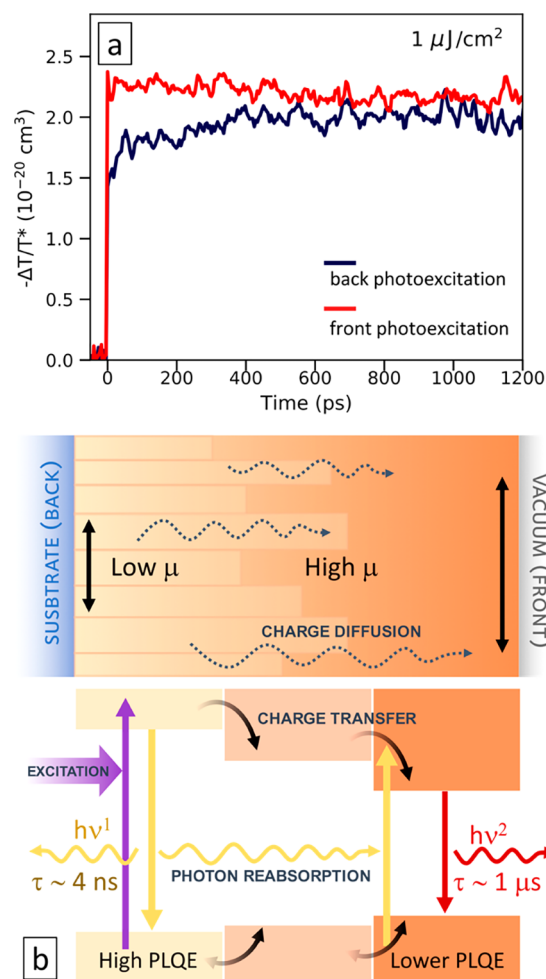 a
1 μJ/cm²
2.5
2.0
1.5
1.0
0.5
0.0
-ΔT/T* (10⁻²⁰ cm³)
back photoexcitation
front photoexcitation
0 200 400 600 800 1000 1200
Time (ps)
SUSBTRATE (BACK)
VACUUM (FRONT)
Low μ
High μ
CHARGE DIFFUSION
CHARGE TRANSFER
EXCITATION
hν¹
τ ~ 4 ns
PHOTON REABSORPTION
hν²
τ ~ 1 μs
b
High PLQE
Lower PLQE